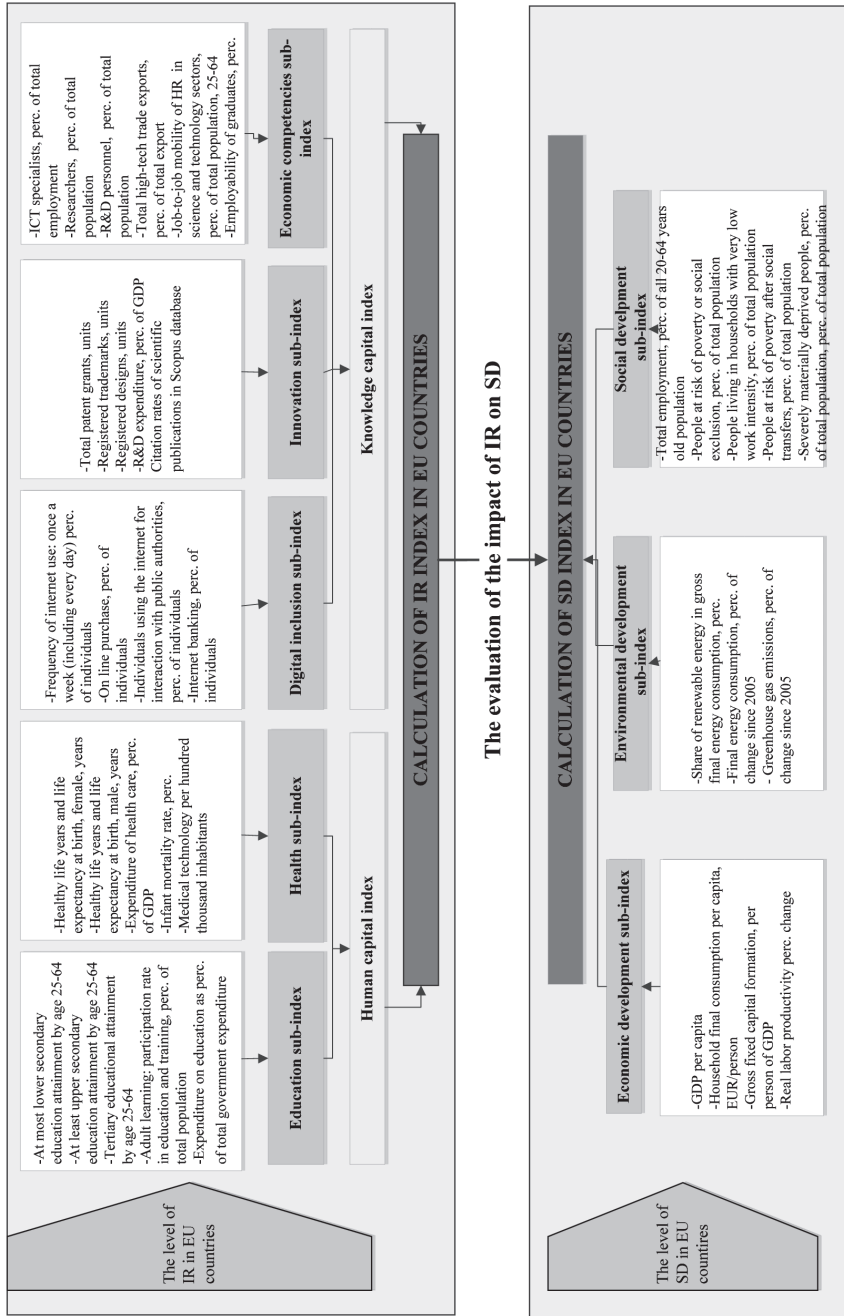 The level of
IR in EU
countries
-At most lower secondary
education attainment by age 25-64
-At least upper secondary
education attainment by age 25-64
-Tertiary educational attainment
by age 25-64
-Adult learning: participation rate
in education and training, perc. of
total population
-Expenditure on education as perc.
of total government expenditure
-Healthy life years and life
expectancy at birth, female, years
-Healthy life years and life
expectancy at birth, male, years
-Expenditure of health care, perc.
of GDP
-Infant mortality rate, perc.
-Medical technology per hundred
thousand inhabitants
-Frequency of internet use: once a
week (including every day) perc.
of individuals
-On line purchase, perc. of
individuals
-Individuals using the internet for
interaction with public authorities,
perc. of individuals
-Internet banking, perc. of
individuals
-Total patent grants, units
-Registered trademarks, units
-Registered designs, units
-R&D expenditure, perc. of GDP
Citation rates of scientific
publications in Scopus database
-ICT specialists, perc. of total
employment
-Researchers, perc. of total
population
-R&D personnel, perc. of total
population
-Total high-tech trade exports,
perc. of total export
-Job-to-job mobility of HR in
science and technology sectors,
perc. of total population, 25-64
-Employability of graduates, perc.
Education sub-index
Health sub-index
Digital inclusion sub-index
Innovation sub-index
Economic competencies sub-
index
Human capital index
Knowledge capital index
CALCULATION OF IR INDEX IN EU COUNTRIES
The evaluation of the impact of IR on SD
CALCULATION OF SD INDEX IN EU COUNTRIES
The level of
SD in EU
countires
Economic development sub-index
Environmental development
sub-index
Social develpment
sub-index
-GDP per capita
-Household final consumption per capita,
EUR/person
-Gross fixed capital formation, per
person of GDP
-Real labor productivity perc. change
-Share of renewable energy in gross
final energy consumption, perc.
-Final energy consumption, perc. of
change since 2005
- Greenhouse gas emissions, perc. of
change since 2005
-Total employment, perc. of all 20-64 years
old population
-People at risk of poverty or social
exclusion, perc. of total population
-People living in households with very low
work intensity, perc. of total population
-People at risk of poverty after social
transfers, perc. of total population
-Severely materially deprived people, perc.
of total population, perc. of total population